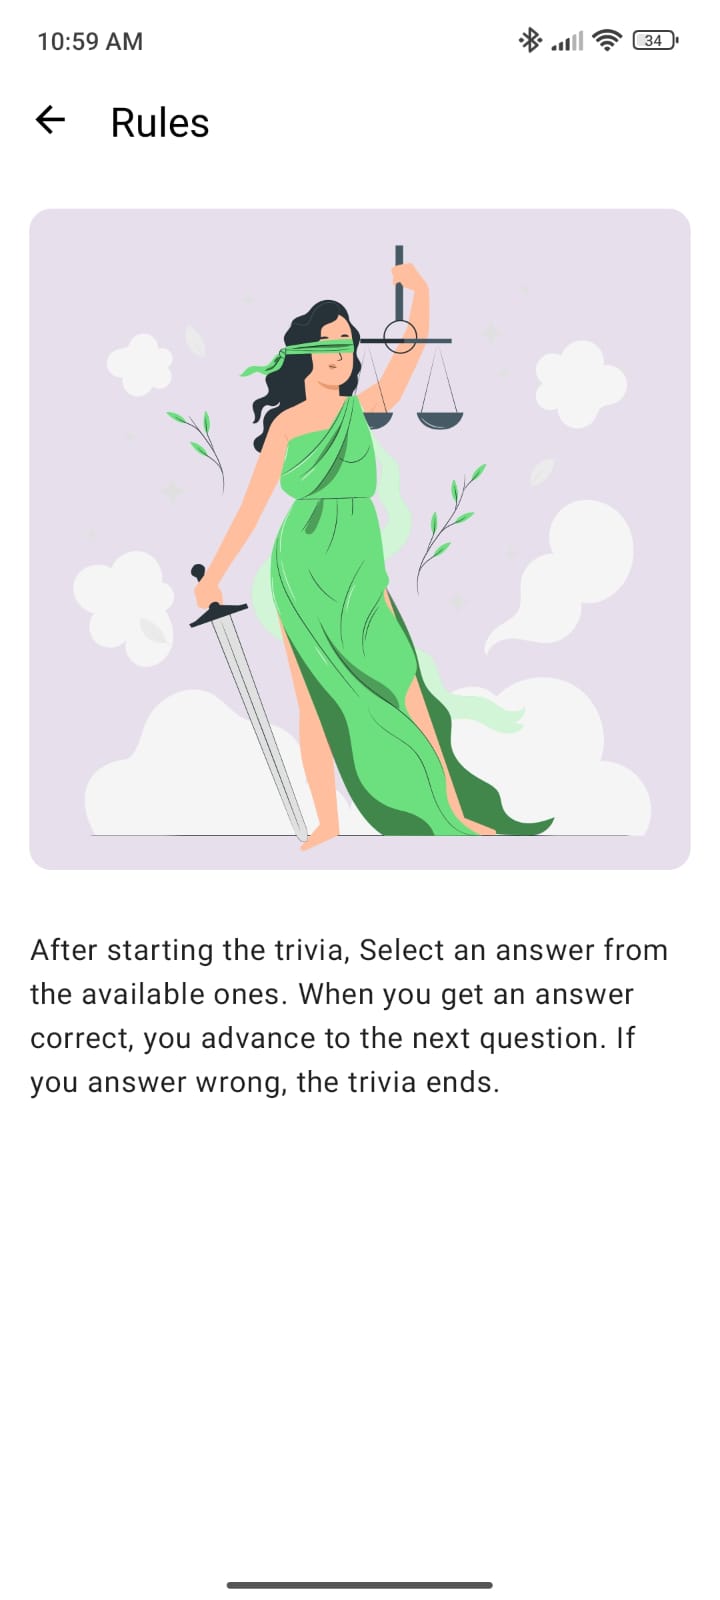 10:59 AM
34
Rules
After starting the trivia, Select an answer from
the available ones. When you get an answer
correct, you advance to the next question. If
you answer wrong, the trivia ends.